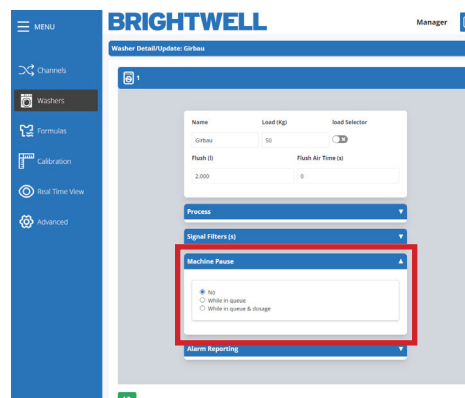 MENU
BRIGHTWELL
Manager
Washer Detail/Update: Girbau
Channels
1
Washers
Name Load (Kg) load Selector
Formulas
Girbau 50
Flush (l) Flush Air Time (s)
Calibration
2.000 0
Real Time View
Process
Advanced
Signal Filters (s)
Machine Pause
No
While in queue
While in queue & dosage
Alarm Reporting